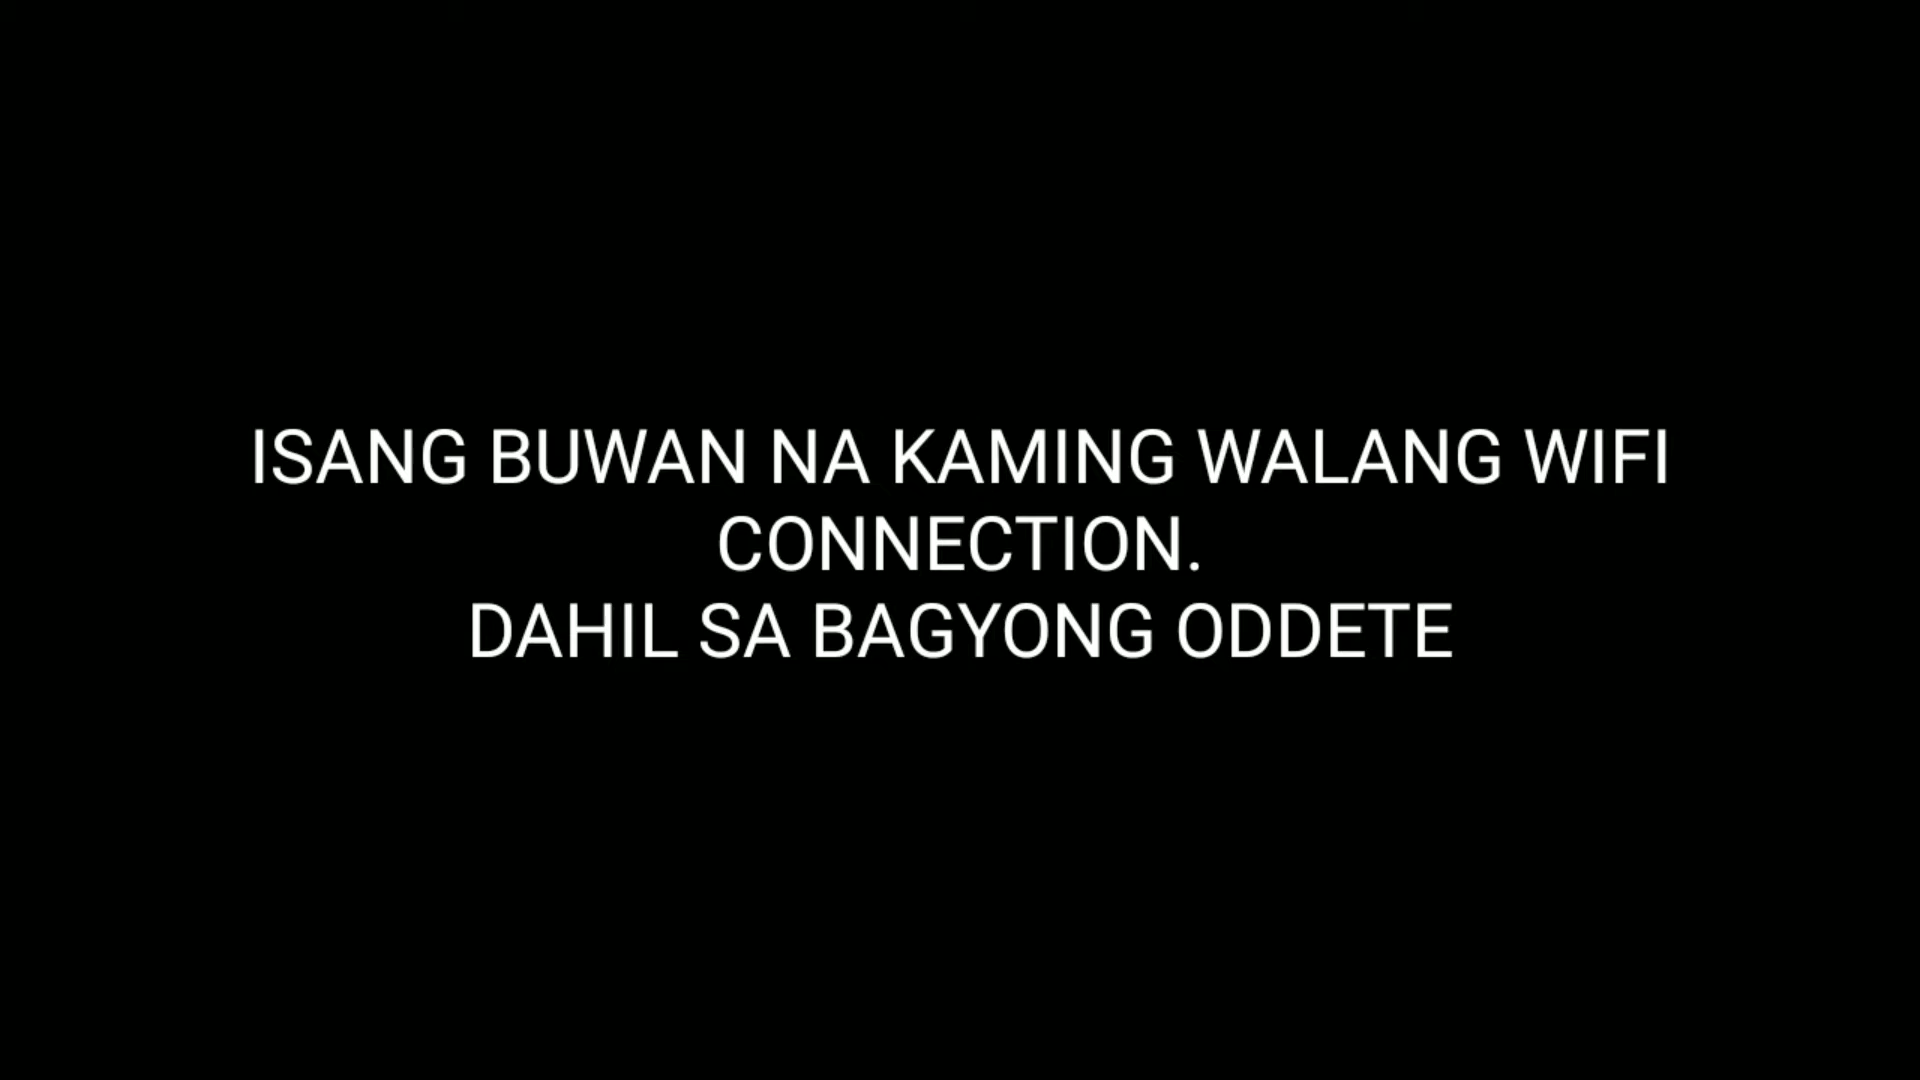 ISANG BUWAN NA KAMING WALANG WIFI
CONNECTION.
DAHIL SA BAGYONG ODDETE